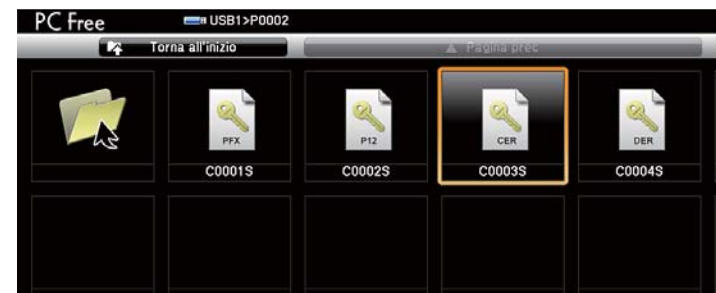 PC Free USB1>P0002
Torna all'inizio Pagina prec
PFX P12 CER DER
C0001S C0002S C0003S C0004S